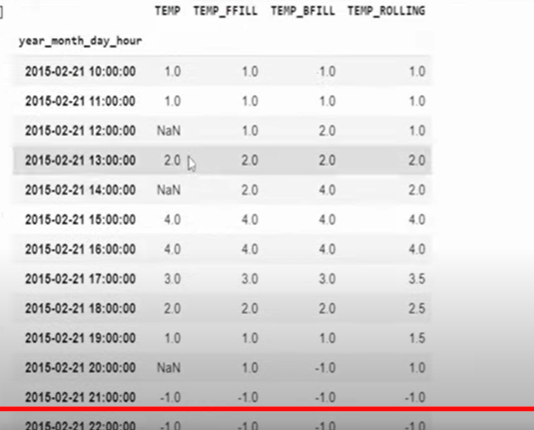 ]
TEMP TEMP_FFILL TEMP_BFILL TEMP_ROLLING
year_month_day_hour
2015-02-21 10:00:00 1.0 1.0 1.0 1.0
2015-02-21 11:00:00 1.0 1.0 1.0 1.0
2015-02-21 12:00:00 NaN 1.0 2.0 1.0
2015-02-21 13:00:00 2.0 2.0 2.0 2.0
2015-02-21 14:00:00 NaN 2.0 4.0 2.0
2015-02-21 15:00:00 4.0 4.0 4.0 4.0
2015-02-21 16:00:00 4.0 4.0 4.0 4.0
2015-02-21 17:00:00 3.0 3.0 3.0 3.5
2015-02-21 18:00:00 2.0 2.0 2.0 2.5
2015-02-21 19:00:00 1.0 1.0 1.0 1.5
2015-02-21 20:00:00 NaN 1.0 -1.0 1.0
2015-02-21 21:00:00 -1.0 -1.0 -1.0 -1.0
2015-02-21 22:00:00 -1.0 -1.0 -1.0 -1.0